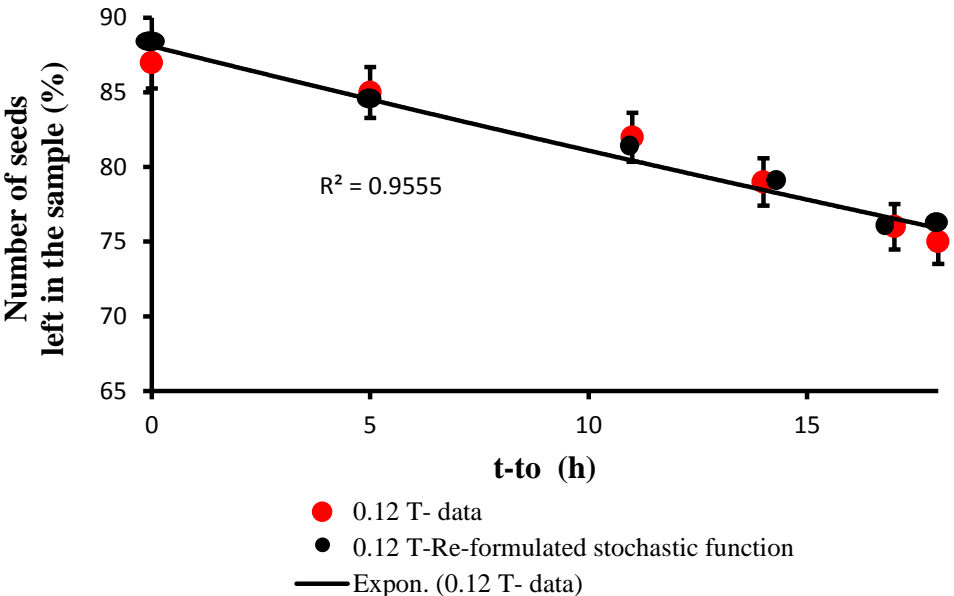 Number of seeds
left in the sample (%)
90
85
80
75
70
65
R² = 0.9555
0
5
10
15
t-to (h)
0.12 T- data
0.12 T-Re-formulated stochastic function
Expon. (0.12 T- data)